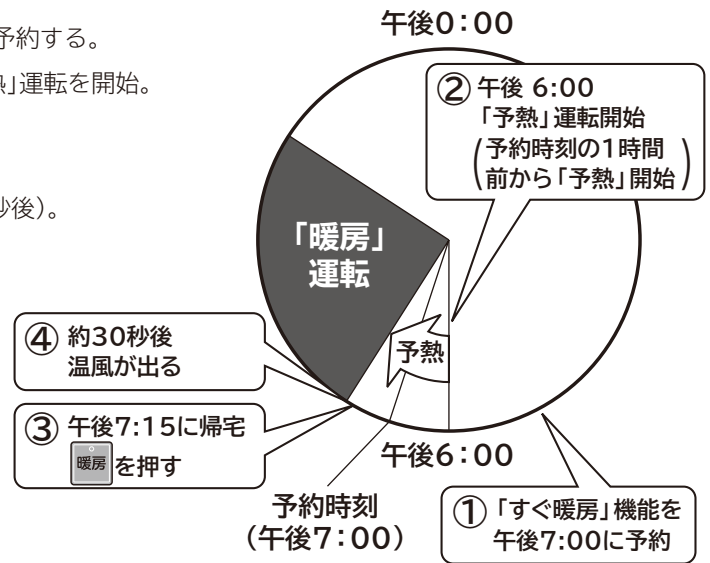 予約する。
」運転を開始。
秒後)。
午後0:00
② 午後 6:00
「予熱」運転開始
(予約時刻の1時間
前から「予熱」開始)
「暖房」
運転
予熱
④ 約30秒後
温風が出る
③ 午後7:15に帰宅
暖房 を押す
午後6:00
予約時刻
(午後7:00)
① 「すぐ暖房」機能を
午後7:00に予約